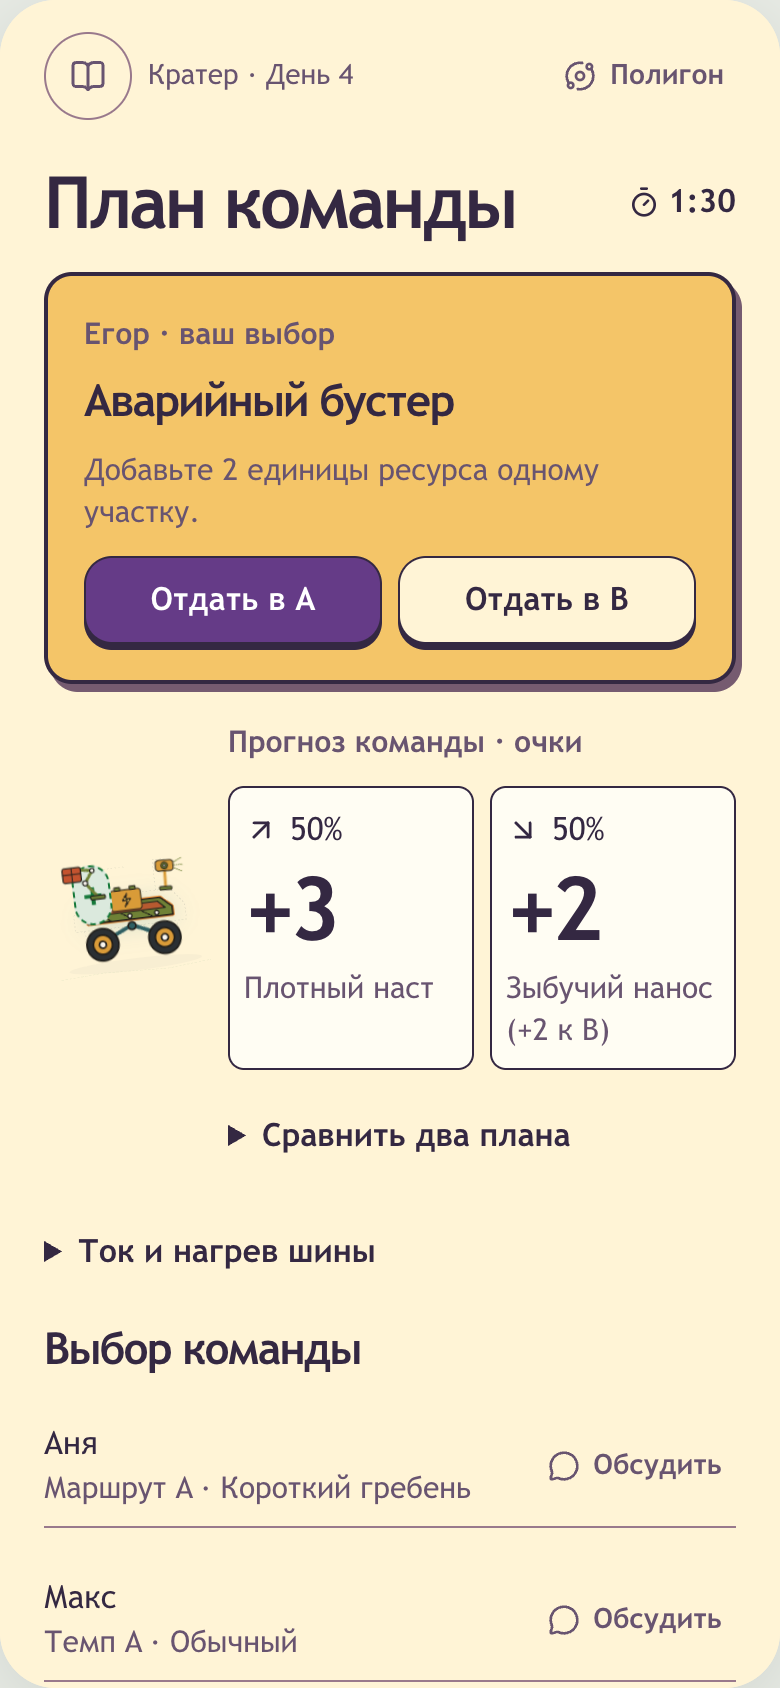 Кратер · День 4
Полигон
План команды
1:30
Егор · ваш выбор
Аварийный бустер
Добавьте 2 единицы ресурса одному
участку.
Отдать в A
Отдать в B
Прогноз команды · очки
50%
+3
Плотный наст
50%
+2
Зыбучий нанос
(+2 к B)
Сравнить два плана
Ток и нагрев шины
Выбор команды
Аня
Маршрут A · Короткий гребень
Обсудить
Макс
Темп A · Обычный
Обсудить